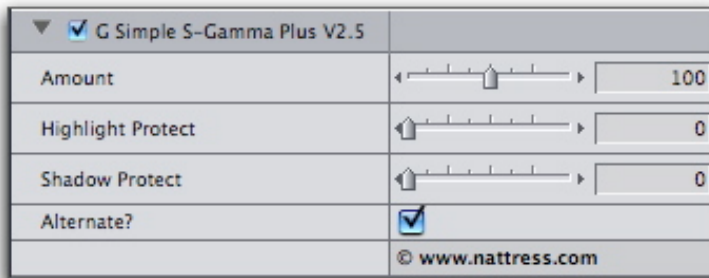 G Simple S-Gamma Plus V2.5
Amount 100
Highlight Protect 0
Shadow Protect 0
Alternate?
© www.nattress.com